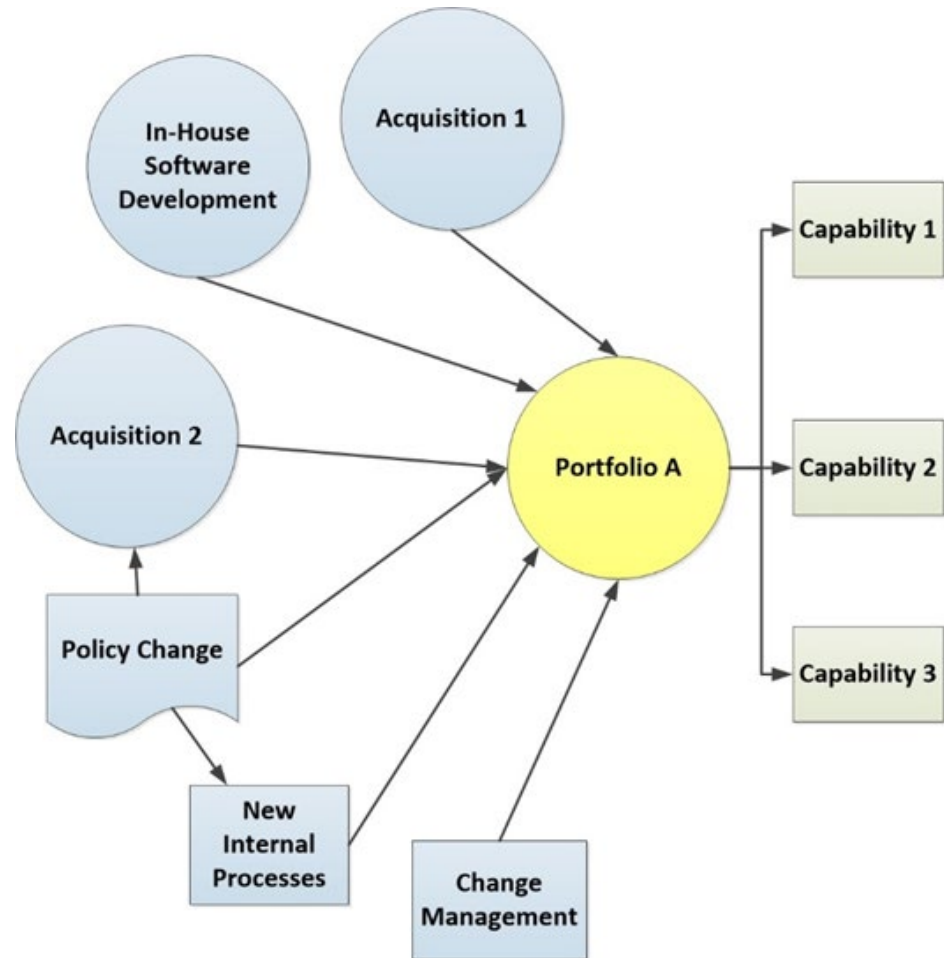 In-House
Software
Development
Acquisition 1
Capability 1
Acquisition 2
Portfolio A
Capability 2
Policy Change
Capability 3
New
Internal
Processes
Change
Management